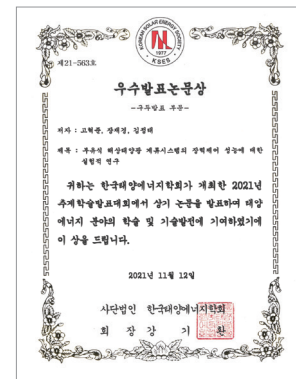 KOREAN SOLAR ENERGY SOCIETY
1977
KSES
제21-563호
우수발표논문상
-구두발표 부문-
저자 : 고혁준, 장세경, 김정태
제목 : 부유식 해상태양광 계류시스템의 장력제어 성능에 대한
실험적 연구
귀하는 한국태양에너지학회가 개최한 2021년
추계학술발표대회에서 상기 논문을 발표하여 태양
에너지 분야의 학술 및 기술발전에 기여하였기에
이 상을 드립니다.
2021년 11월 12일
사단법인 한국태양에너지학회
회 장 강 기 환